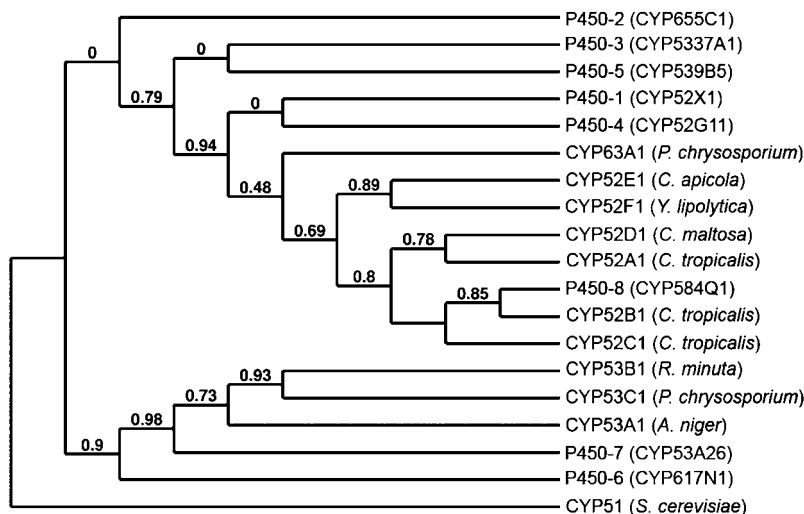 P450-2 (CYP655C1)
0
0
P450-3 (CYP5337A1)
P450-5 (CYP539B5)
0.79
0
P450-1 (CYP52X1)
P450-4 (CYP52G11)
0.94
CYP63A1 (P. chrysosporium)
0.48
0.89
CYP52E1 (C. apicola)
CYP52F1 (Y. lipolytica)
0.69
0.78
CYP52D1 (C. maltosa)
CYP52A1 (C. tropicalis)
0.8
0.85
P450-8 (CYP584Q1)
CYP52B1 (C. tropicalis)
CYP52C1 (C. tropicalis)
0.93
CYP53B1 (R. minuta)
CYP53C1 (P. chrysosporium)
0.73
CYP53A1 (A. niger)
0.98
P450-7 (CYP53A26)
0.9
P450-6 (CYP617N1)
CYP51 (S. cerevisiae)